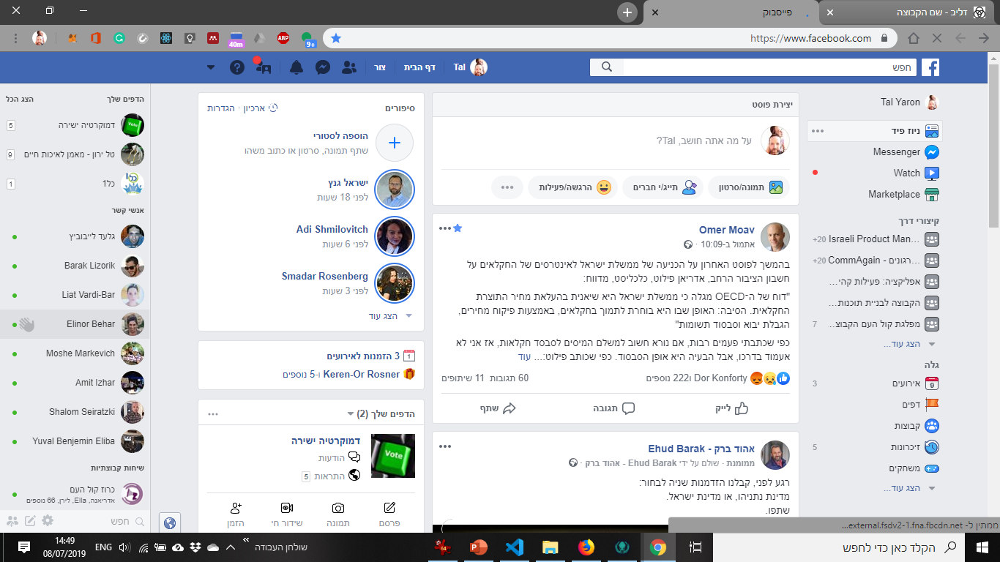 דליב - שם הקבוצה
פייסבוק
https://www.facebook.com
40m
ABP
9+
חפש
Tal
דף הבית
צור
Tal Yaron
ניוז פיד
Messenger
Watch
Marketplace
קיצורי דרך
Israeli Product Man... 20+
...רגונים - CommAgain 20+
אפליקציה: פעילות קהי...
הקבוצה לבניית תוכנות...
מפלגת קול העם הקבוצ... 7
הצג עוד...
גלה
אירועים 3
דפים
קבוצות
זיכרונות 5
משחקים
הצג עוד...
יצירת פוסט
על מה אתה חושב, Tal?
תמונה/סרטון
תייג/י חברים
הרגשה/פעילות
Omer Moav
אתמול ב-10:09
בהמשך לפוסט האחרון על הכניעה של ממשלת ישראל לאינטרסים של החקלאים על
חשבון הציבור הרחב, אדריאן פילוט, כלכליסט, מדווח:
"דוח של ה-OECD מגלה כי ממשלת ישראל היא שיאנית בהעלאת מחיר התוצרת
החקלאית. הסיבה: האופן שבו היא בוחרת לתמוך בחקלאים, באמצעות פיקוח מחירים,
הגבלת יבוא וסבסוד תשומות"
כפי שכתבתי פעמים רבות, אם נורא חשוב למשלם המיסים לסבסד חקלאות, אז אני לא
אעמוד בדרכו, אבל הבעיה היא אופן הסבסוד. כפי שכותב פילוט:... עוד
Dor Konforty ו222 נוספים
60 תגובות 11 שיתופים
לייק
תגובה
שתף
אהוד ברק - Ehud Barak
ממומנת · שולם על ידי Ehud Barak - אהוד ברק
רגע לפני, קבלנו הזדמנות שניה לבחור:
מדינת נתניהו, או מדינת ישראל.
שתפו.
סיפורים
ארכיון · הגדרות
הוספה לסטורי
שתף תמונה, סרטון או כתוב משהו
ישראל גנץ
לפני 18 שעות
Adi Shmilovitch
לפני 6 שעות
Smadar Rosenberg
לפני 3 שעות
הצג עוד
3 הזמנות לאירועים
Keren-Or Rosner ו-5 נוספים
הדפים שלך (2)
דמוקרטיה ישירה
Vote
הודעות
התראות 5
פרסם
תמונה
שידור חי
הזמן
הדפים שלך
הצג הכל
דמוקרטיה ישירה 5
Vote
טל ירון - מאמן לאיכות חיים 9
כל1 1
אנשי קשר
גלעד לייבוביץ
Barak Lizorik
Liat Vardi-Bar
Elinor Behar
Moshe Markevich
Amit Izhar
Shalom Seiratzki
Yuval Benjemin Eliba
שיחות קבוצתיות
כרוז קול העם
אדריאנה, Ella, לירן, 66 נוספים
חפש
ממתין ל- external.fsdv2-1.fna.fbcdn.net...
הקלד כאן כדי לחפש
64
שולחן העבודה
ENG
14:49
08/07/2019